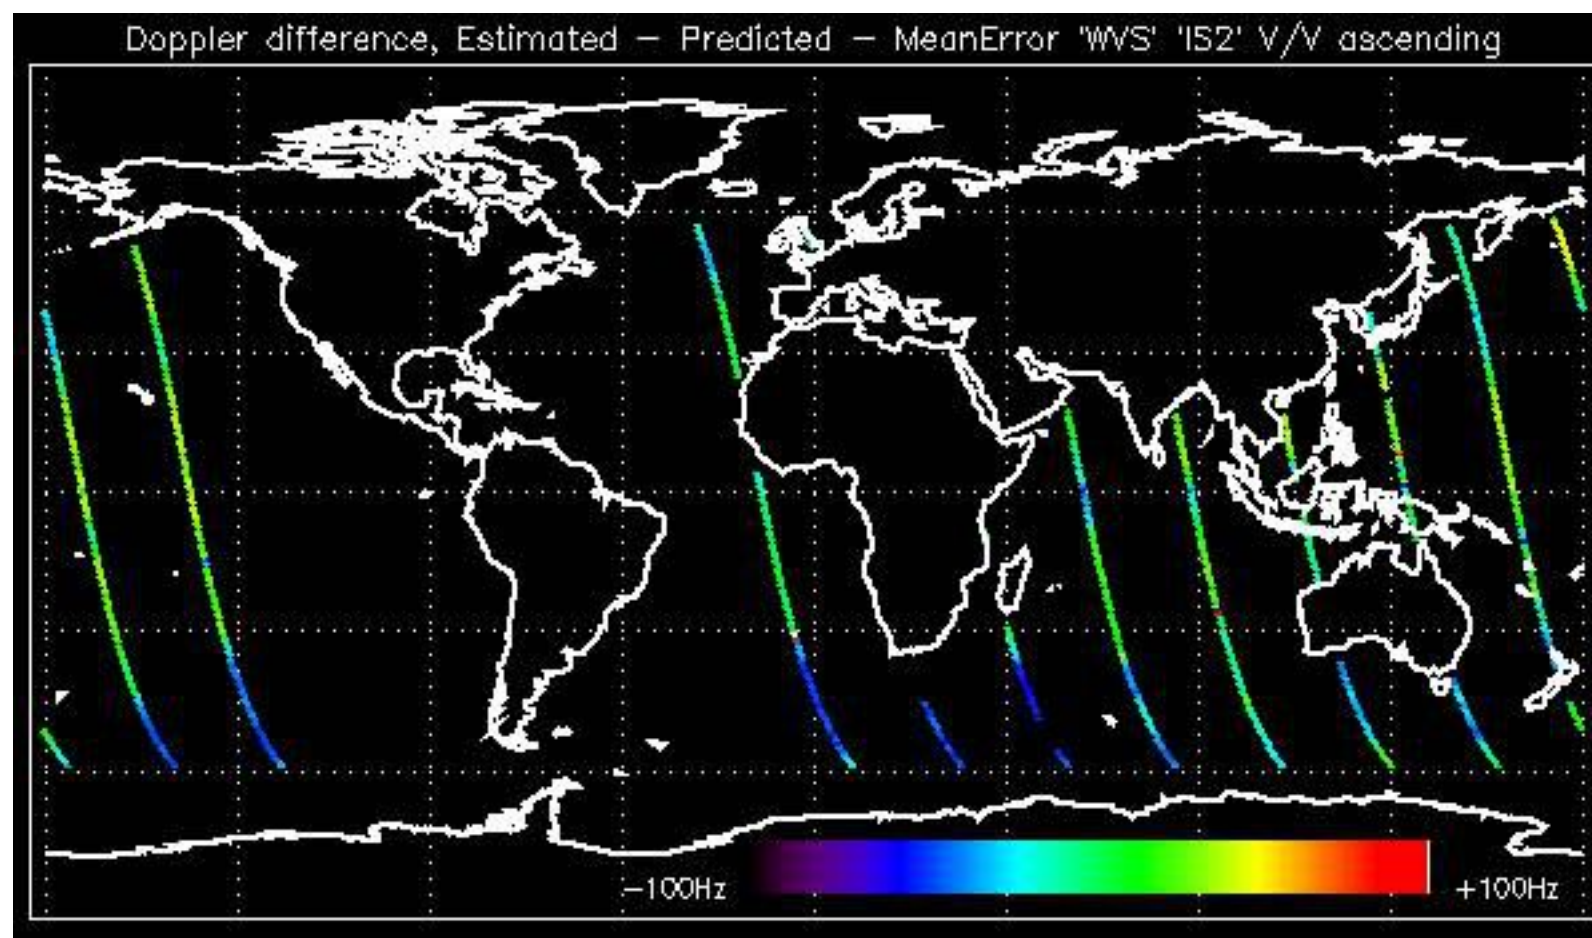 Doppler difference, Estimated – Predicted – MeanError 'WVS' 'IS2' V/V ascending
−100Hz +100Hz